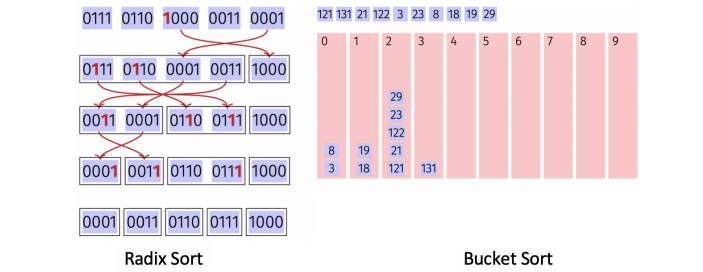 0111 0110 1000 0011 0001
0111 0110 0001 0011 1000
0011 0001 0110 0111 1000
0001 0011 0110 0111 1000
0001 0011 0110 0111 1000
Radix Sort
121 131 21 122 3 23 8 18 19 29
0 1 2 3 4 5 6 7 8 9
29
23
122
8 19 21
3 18 121 131
Bucket Sort